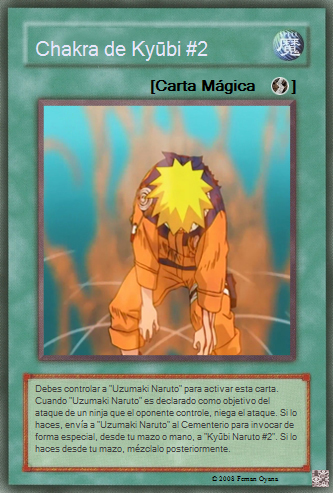 Chakra de Kyūbi #2
魔
[Carta Mágica ]
Debes controlar a "Uzumaki Naruto" para activar esta carta.
Cuando "Uzumaki Naruto" es declarado como objetivo del
ataque de un ninja que el oponente controle, niega el ataque. Si lo
haces, envía a "Uzumaki Naruto" al Cementerio para invocar de
forma especial, desde tu mazo o mano, a "Kyūbi Naruto #2". Si lo
haces desde tu mazo, mézclalo posteriormente.